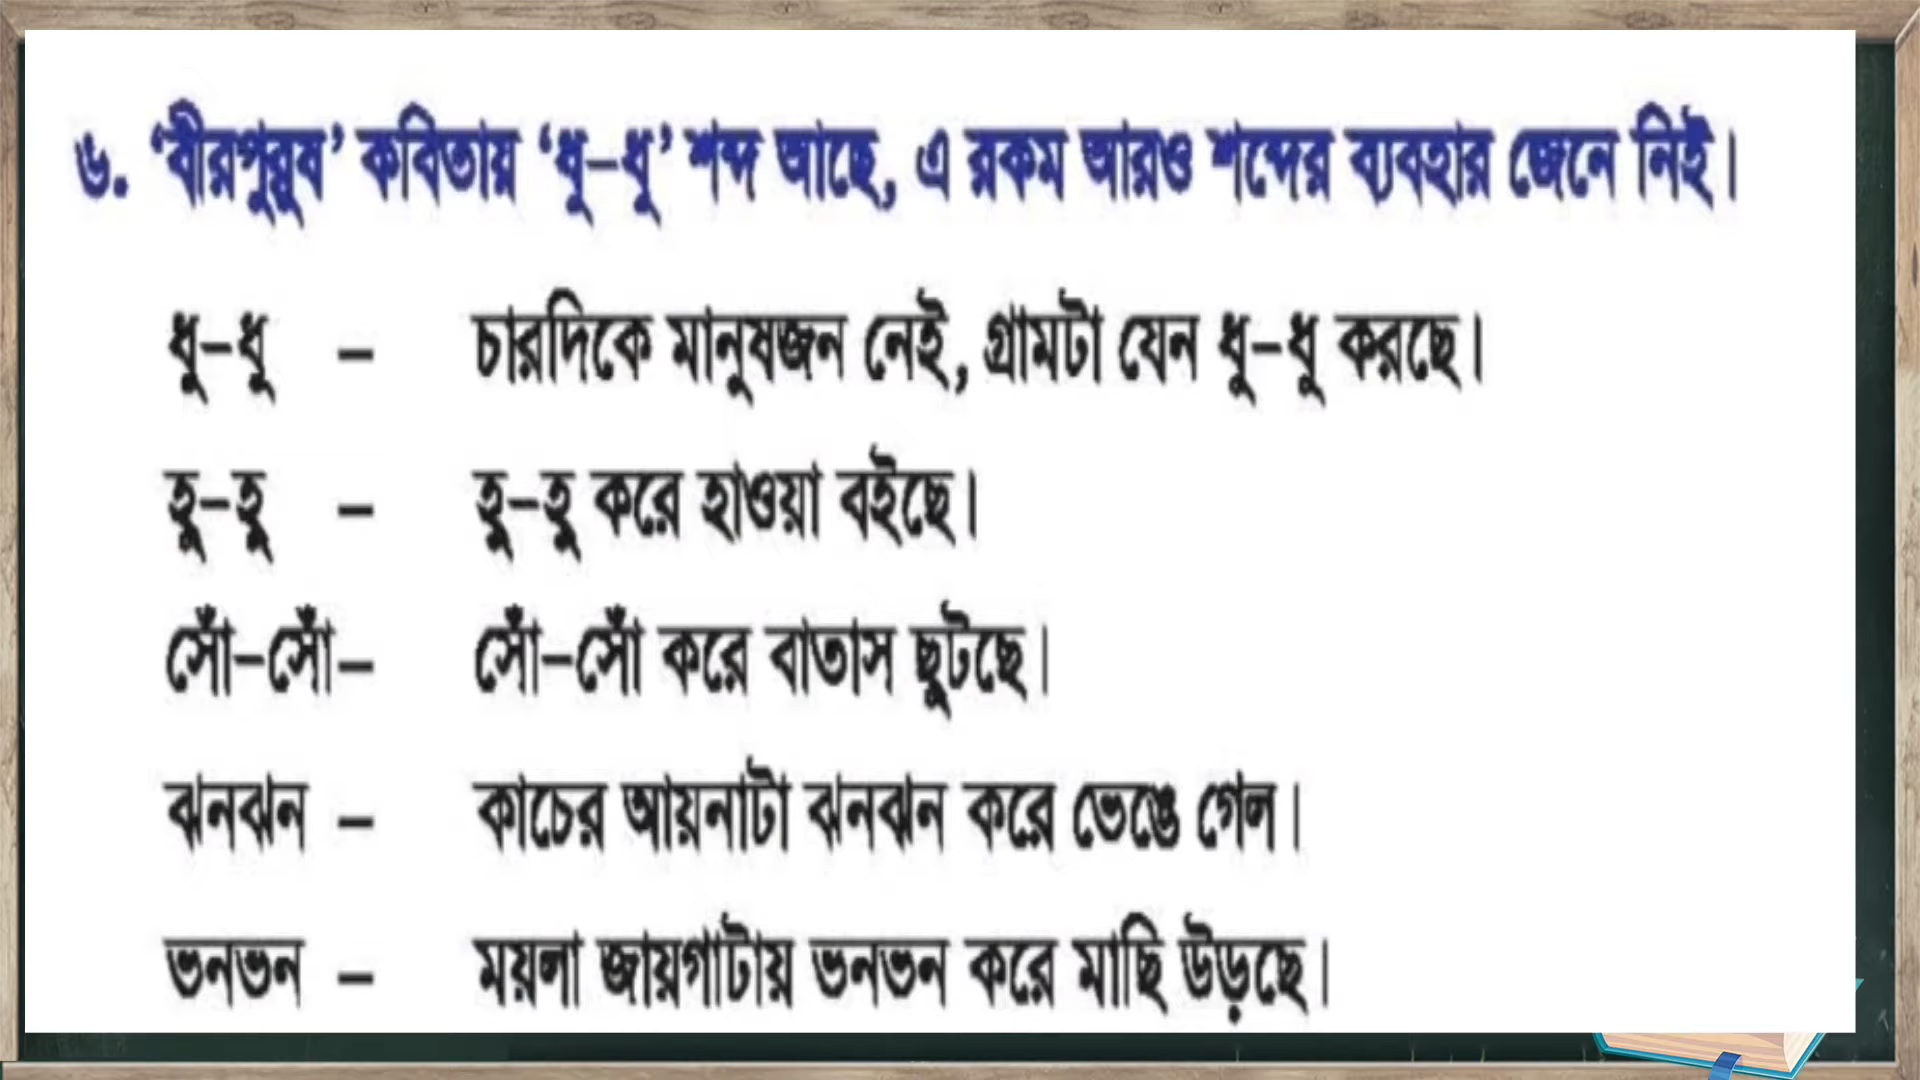 ৬. ‘বীরপুরুষ’ কবিতায় ‘ধু–ধু’ শব্দ আছে, এ রকম আরও শব্দের ব্যবহার জেনে নিই।
ধু–ধু – চারদিকে মানুষজন নেই, গ্রামটা যেন ধু–ধু করছে।
হু–হু – হু–হু করে হাওয়া বইছে।
সোঁ–সোঁ– সোঁ–সোঁ করে বাতাস ছুটছে।
ঝনঝন – কাচের আয়নাটা ঝনঝন করে ভেঙে গেল।
ভনভন – ময়লা জায়গাটায় ভনভন করে মাছি উড়ছে।